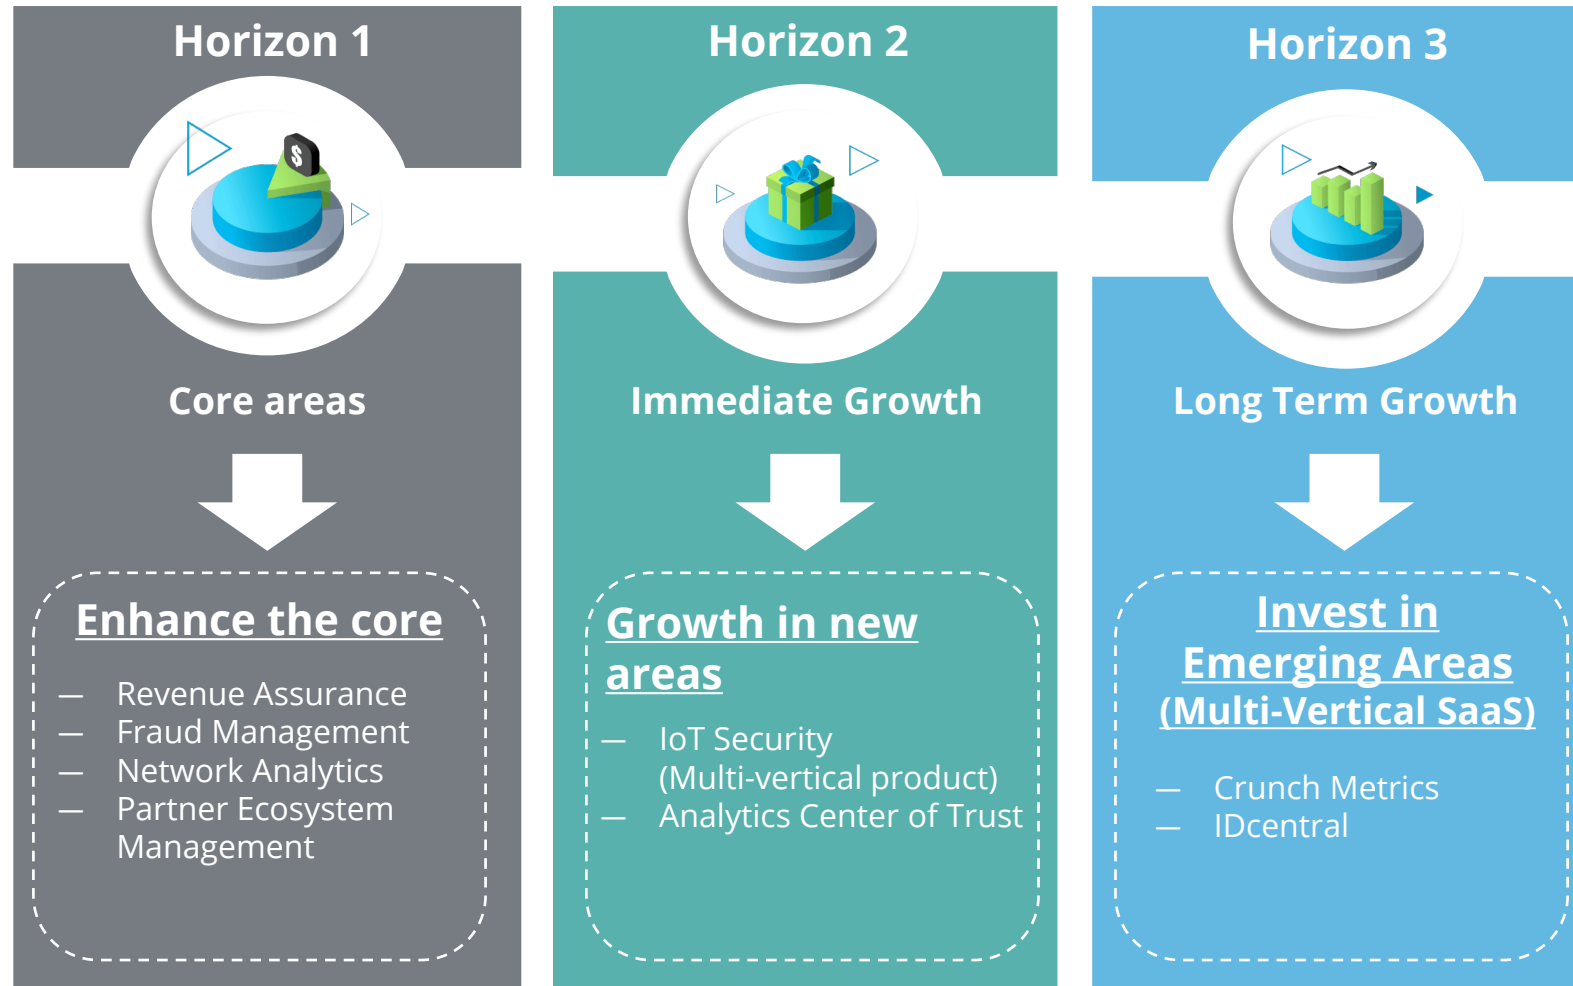 Horizon 1
$
Core areas
Enhance the core
— Revenue Assurance
— Fraud Management
— Network Analytics
— Partner Ecosystem
Management
Horizon 2
Immediate Growth
Growth in new
areas
— IoT Security
(Multi-vertical product)
— Analytics Center of Trust
Horizon 3
Long Term Growth
Invest in
Emerging Areas
(Multi-Vertical SaaS)
— Crunch Metrics
— IDcentral